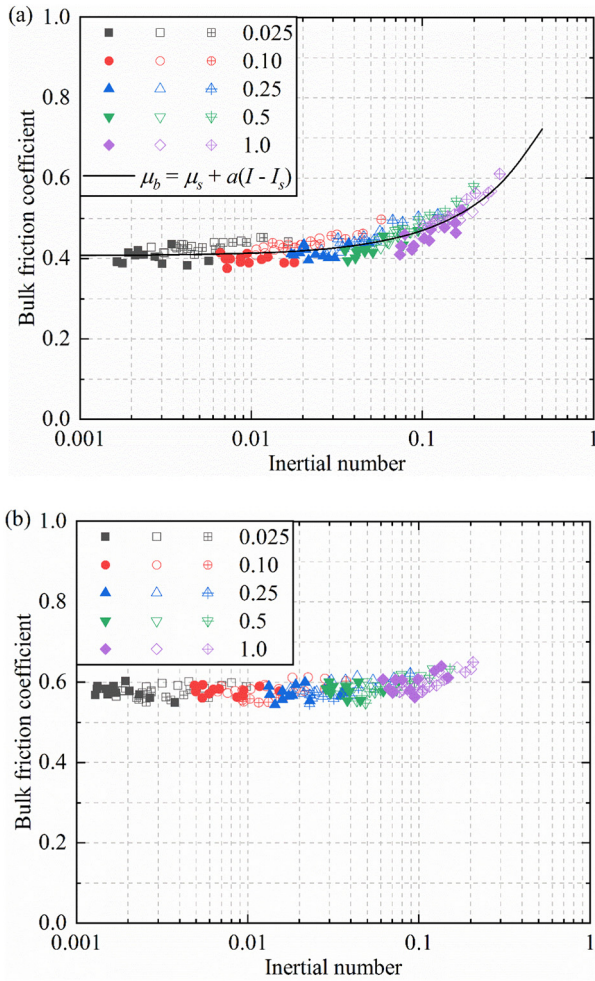 (a)
1.0
0.8
0.6
0.4
0.2
0.0
Bulk friction coefficient
0.025
0.10
0.25
0.5
1.0
μb = μs + a(I - Is)
0.001 0.01 0.1 1
Inertial number
(b)
1.0
0.8
0.6
0.4
0.2
0.0
Bulk friction coefficient
0.025
0.10
0.25
0.5
1.0
0.001 0.01 0.1 1
Inertial number